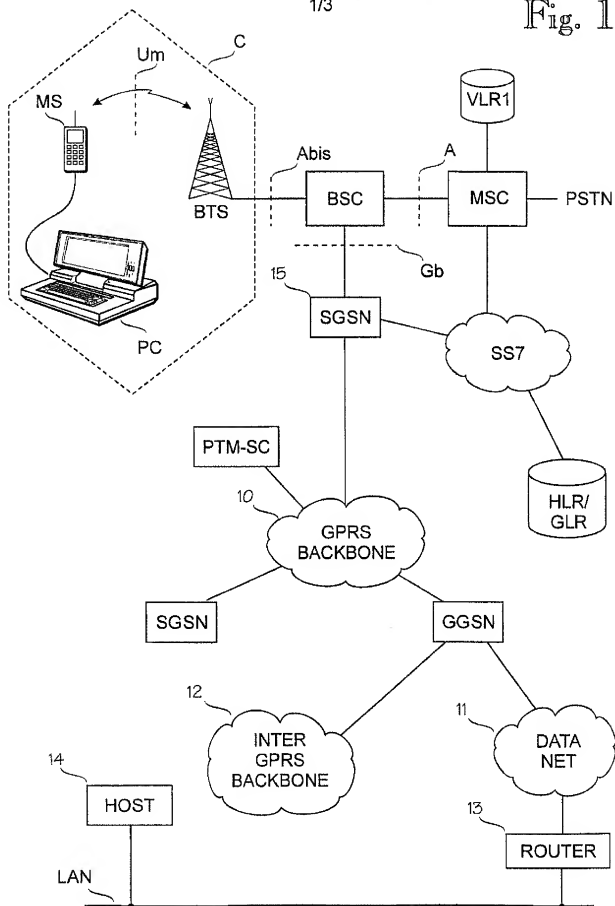 1/3
Fig. 1
C
Um
MS
VLR1
Abis
A
BTS
BSC
MSC
PSTN
Gb
15
SGSN
PC
SS7
PTM-SC
10
GPRS
BACKBONE
HLR/
GLR
SGSN
GGSN
12
INTER
GPRS
BACKBONE
11
DATA
NET
14
HOST
13
ROUTER
LAN